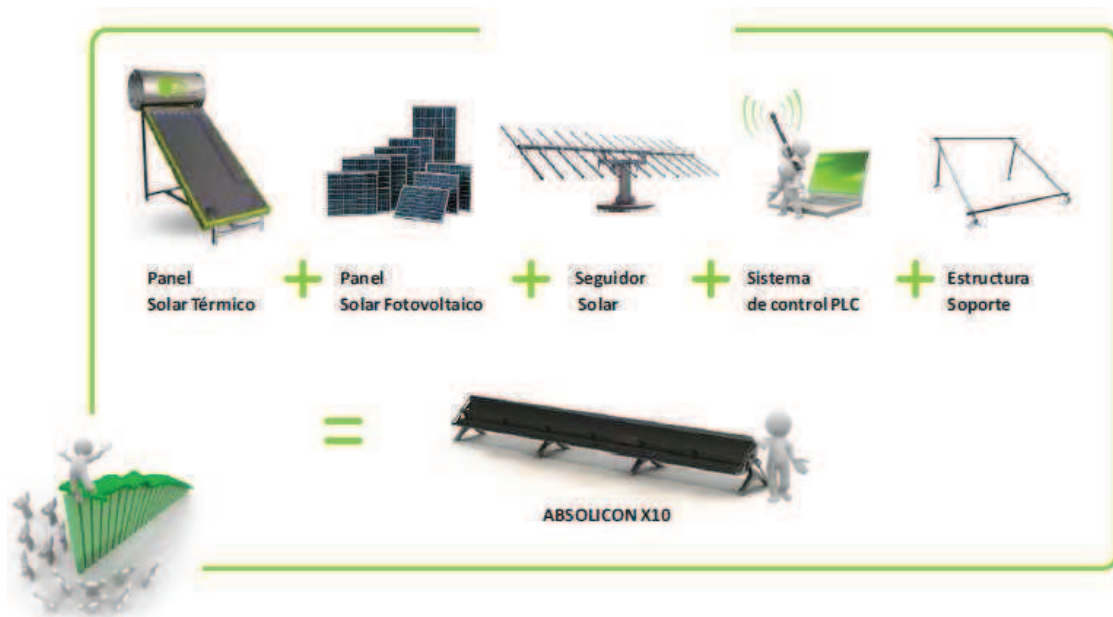 Panel
Solar Térmico
+
Panel
Solar Fotovoltaico
+
Seguidor
Solar
+
Sistema
de control PLC
+
Estructura
Soporte
=
ABSOLICON X10